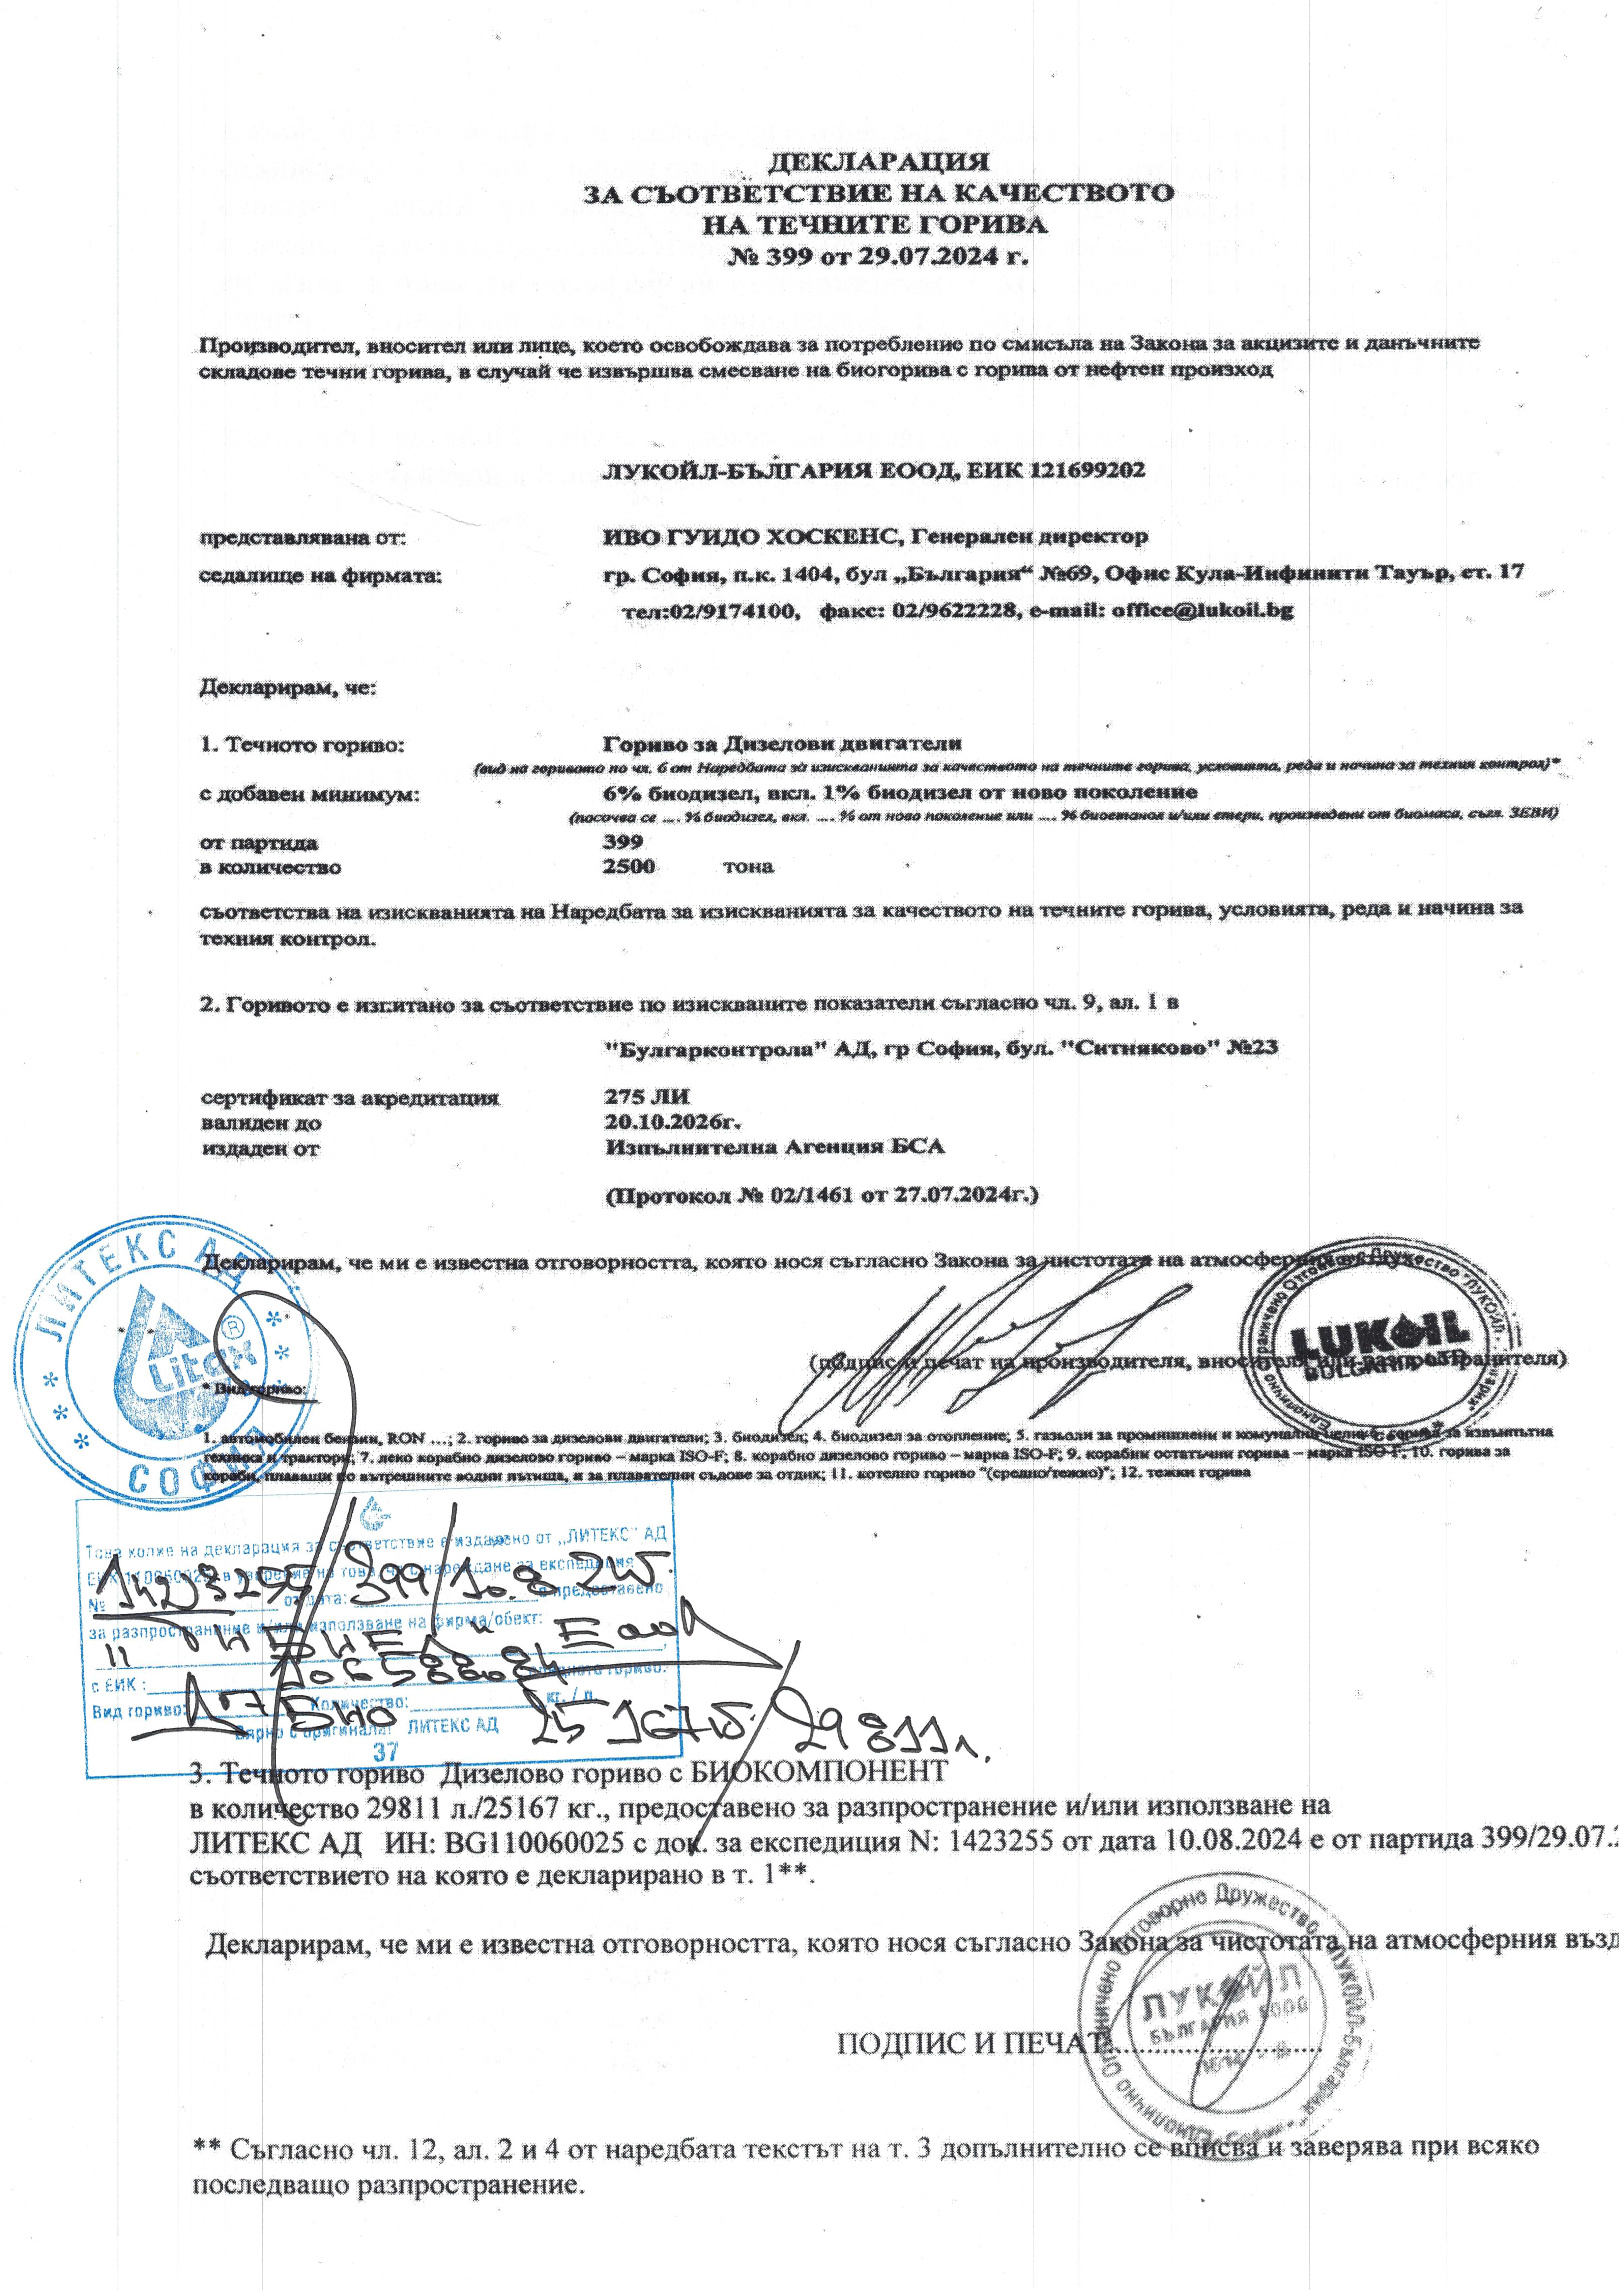 ДЕКЛАРАЦИЯ
ЗА СЪОТВЕТСТВИЕ НА КАЧЕСТВОТО
НА ТЕЧНИТЕ ГОРИВА
№ 399 от 29.07.2024 г.
Производител, вносител или лице, което освобождава за потребление по смисъла на Закона за акцизите и данъчните
складове течни горива, в случай че извършва смесване на биогорива с горива от нефтен произход
ЛУКОЙЛ-БЪЛГАРИЯ ЕООД, ЕИК 121699202
представлявана от: ИВО ГУИДО ХОСКЕНС, Генерален директор
седалище на фирмата: гр. София, п.к. 1404, бул „България“ №69, Офис Кула-Инфинити Тауър, ет. 17
тел:02/9174100, факс: 02/9622228, e-mail: office@lukoil.bg
Декларирам, че:
1. Течното гориво: Гориво за Дизелови двигатели
(вид на горивото по чл. 6 от Наредбата за изискванията за качеството на течните горива, условията, реда и начина за техния контрол)*
с добавен минимум: 6% биодизел, вкл. 1% биодизел от ново поколение
(посочва се .... % биодизел, вкл. .... % от ново поколение или .... % биоетанол и/или етери, произведени от биомаса, съгл. ЗЕВИ)
от партида 399
в количество 2500 тона
съответства на изискванията на Наредбата за изискванията за качеството на течните горива, условията, реда и начина за
техния контрол.
2. Горивото е изпитано за съответствие по изискваните показатели съгласно чл. 9, ал. 1 в
"Булгарконтрола" АД, гр София, бул. "Ситняково" №23
сертификат за акредитация 275 ЛИ
валиден до 20.10.2026г.
издаден от Изпълнителна Агенция БСА
(Протокол № 02/1461 от 27.07.2024г.)
Декларирам, че ми е известна отговорността, която нося съгласно Закона за чистотата на атмосферния
ЛИТЕКС АД
Litex ®
СОФИЯ
LUKOIL
BULGARIA LTD
Еднолично Ограничено Отговорно Дружество "ЛУКОЙЛ-България"
(подпис и печат на производителя, вносителя или разпространителя)
* Вид гориво:
1. автомобилен бензин, RON ...; 2. гориво за дизелови двигатели; 3. биодизел; 4. биодизел за отопление; 5. газьоли за промишлени и комунални цели; 6. горива за извънпътна
техника и трактори; 7. леко корабно дизелово гориво – марка ISO-F; 8. корабно дизелово гориво – марка ISO-F; 9. корабни остатъчни горива – марка ISO-F; 10. горива за
кораби, плаващи по вътрешните водни пътища, и за плавателни съдове за отдих; 11. котелно гориво "(средно/тежко)"; 12. тежки горива
Това копие на декларация за съответствие е издадено от „ЛИТЕКС" АД
ЕИК 110060025 в уверение на това, че с нареждане за експедиция
№ 1423255 от дата: 399/10.8.24г. е предоставено
за разпространение и/или използване на фирма/обект:
ЕООД
с ЕИК : гориво:
Вид гориво: ДГ Био Количество: 25167 29811л. кг. / л.
Вярно с оригинала! ЛИТЕКС АД
37
3. Течното гориво Дизелово гориво с БИОКОМПОНЕНТ
в количество 29811 л./25167 кг., предоставено за разпространение и/или използване на
ЛИТЕКС АД ИН: BG110060025 с док. за експедиция N: 1423255 от дата 10.08.2024 е от партида 399/29.07.
съответствието на която е декларирано в т. 1**.
Декларирам, че ми е известна отговорността, която нося съгласно Закона за чистотата на атмосферния възд
ПОДПИС И ПЕЧАТ
Еднолично Ограничено Отговорно Дружество "ЛУКОЙЛ-България"
ЛУКОЙЛ
БЪЛГАРИЯ ЕООД
** Съгласно чл. 12, ал. 2 и 4 от наредбата текстът на т. 3 допълнително се вписва и заверява при всяко
последващо разпространение.